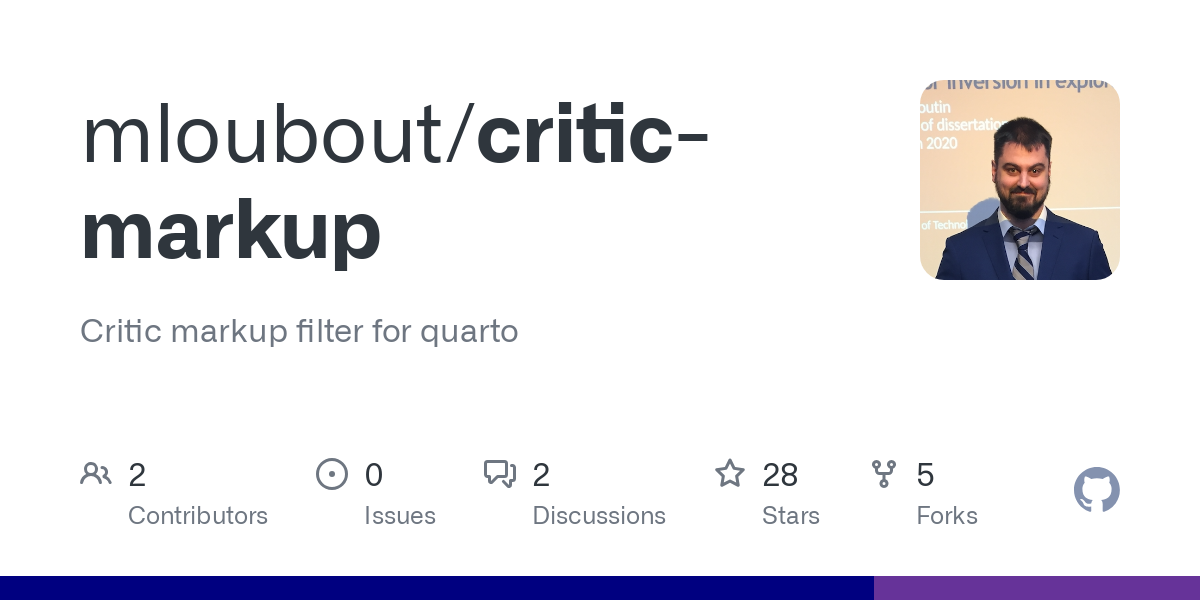 mloubout/critic-
markup
Critic markup filter for quarto
2
Contributors
0
Issues
2
Discussions
28
Stars
5
Forks
inversion in explor
outin
of dissertation
2020
of Techno